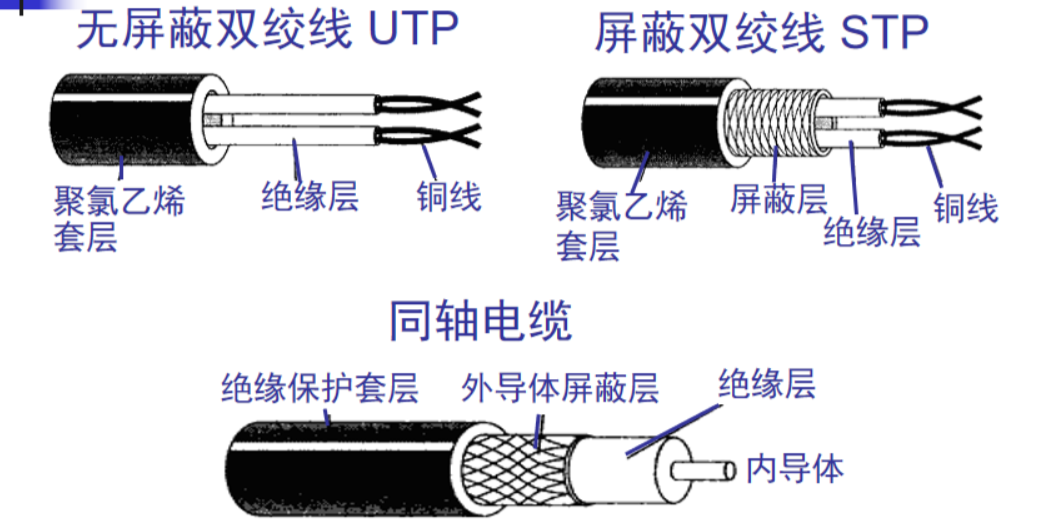 无屏蔽双绞线 UTP
屏蔽双绞线 STP
聚氯乙烯
套层
绝缘层
铜线
聚氯乙烯
套层
屏蔽层
绝缘层
铜线
同轴电缆
绝缘保护套层
外导体屏蔽层
绝缘层
内导体